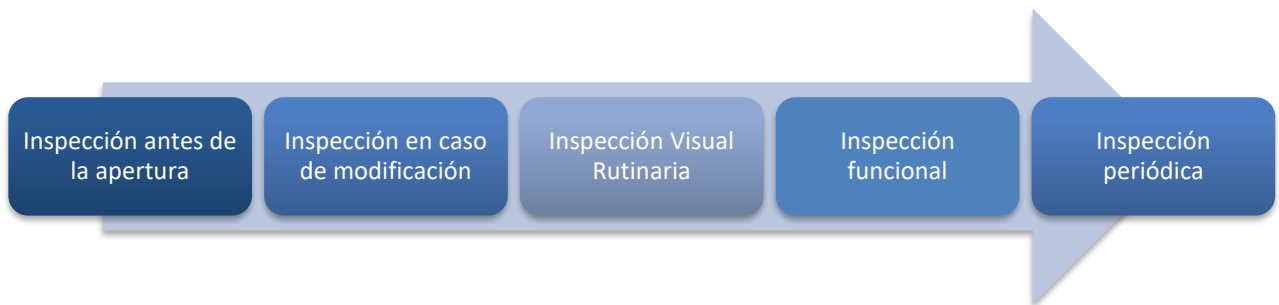 Inspección antes de
la apertura
Inspección en caso
de modificación
Inspección Visual
Rutinaria
Inspección
funcional
Inspección
periódica